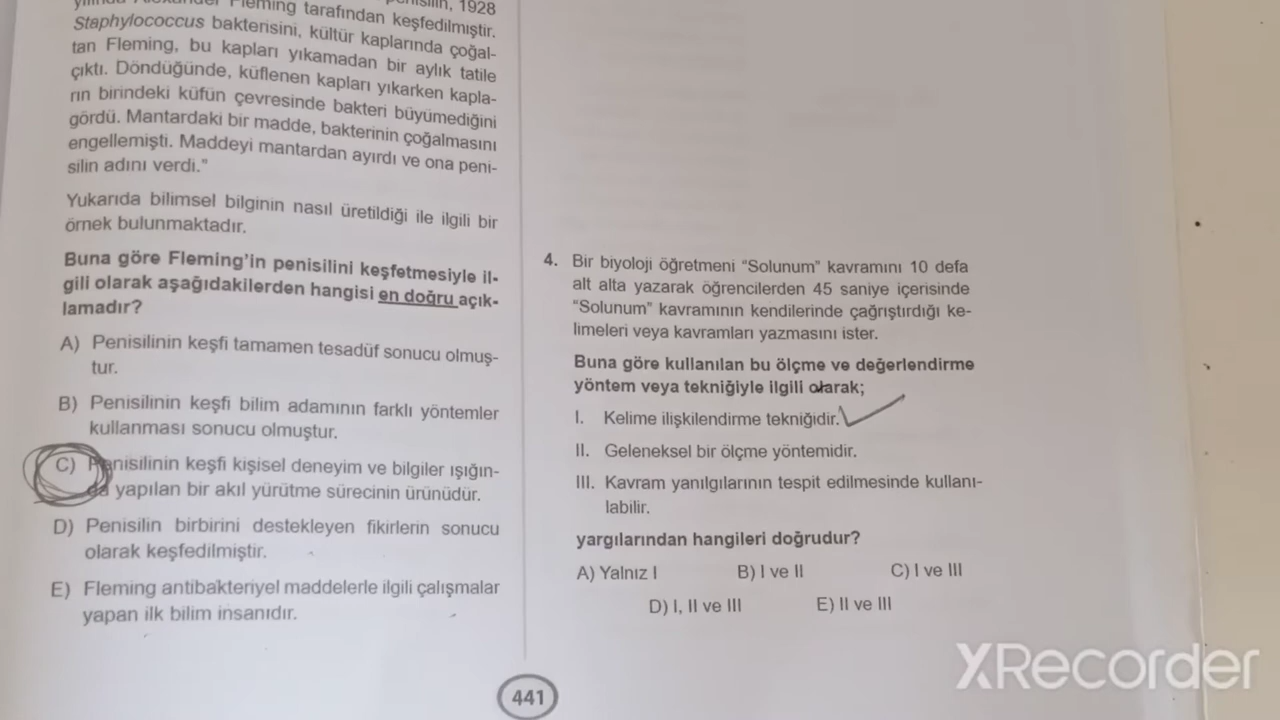 Fleming tarafından keşfedilmiştir.
1928
Staphylococcus bakterisini, kültür kaplarında çoğal-
tan Fleming, bu kapları yıkamadan bir aylık tatile
çıktı. Döndüğünde, küflenen kapları yıkarken kapla-
rın birindeki küfün çevresinde bakteri büyümediğini
gördü. Mantardaki bir madde, bakterinin çoğalmasını
engellemişti. Maddeyi mantardan ayırdı ve ona peni-
silin adını verdi."
Yukarıda bilimsel bilginin nasıl üretildiği ile ilgili bir
örnek bulunmaktadır.
Buna göre Fleming'in penisilini keşfetmesiyle il-
gili olarak aşağıdakilerden hangisi en doğru açık-
lamadır?
A) Penisilinin keşfi tamamen tesadüf sonucu olmuş-
tur.
B) Penisilinin keşfi bilim adamının farklı yöntemler
kullanması sonucu olmuştur.
C) Penisilinin keşfi kişisel deneyim ve bilgiler ışığın-
da yapılan bir akıl yürütme sürecinin ürünüdür.
D) Penisilin birbirini destekleyen fikirlerin sonucu
olarak keşfedilmiştir.
E) Fleming antibakteriyel maddelerle ilgili çalışmalar
yapan ilk bilim insanıdır.
4. Bir biyoloji öğretmeni "Solunum" kavramını 10 defa
alt alta yazarak öğrencilerden 45 saniye içerisinde
"Solunum" kavramının kendilerinde çağrıştırdığı ke-
limeleri veya kavramları yazmasını ister.
Buna göre kullanılan bu ölçme ve değerlendirme
yöntem veya tekniğiyle ilgili olarak;
I. Kelime ilişkilendirme tekniğidir.
II. Geleneksel bir ölçme yöntemidir.
III. Kavram yanılgılarının tespit edilmesinde kullanı-
labilir.
yargılarından hangileri doğrudur?
A) Yalnız I B) I ve II C) I ve III
D) I, II ve III E) II ve III
441
XRecorder